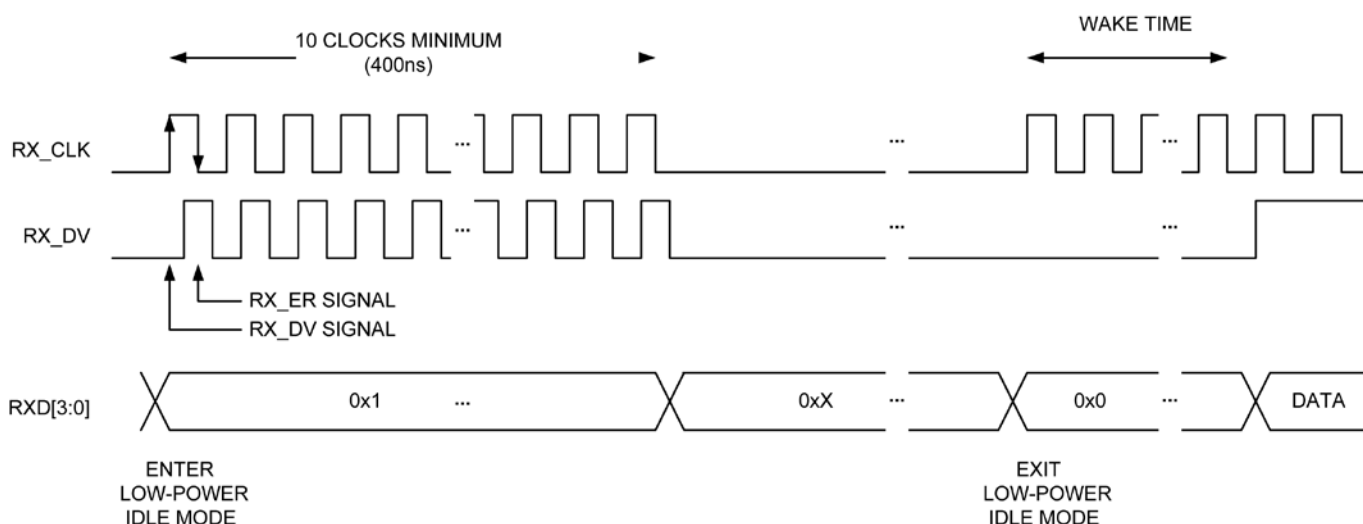 10 CLOCKS MINIMUM
(400ns)
WAKE TIME
RX_CLK
...
...
...
RX_DV
...
...
...
RX_ER SIGNAL
RX_DV SIGNAL
RXD[3:0]
0x1 ... 0xX ... 0x0 ... DATA
ENTER
LOW-POWER
IDLE MODE
EXIT
LOW-POWER
IDLE MODE